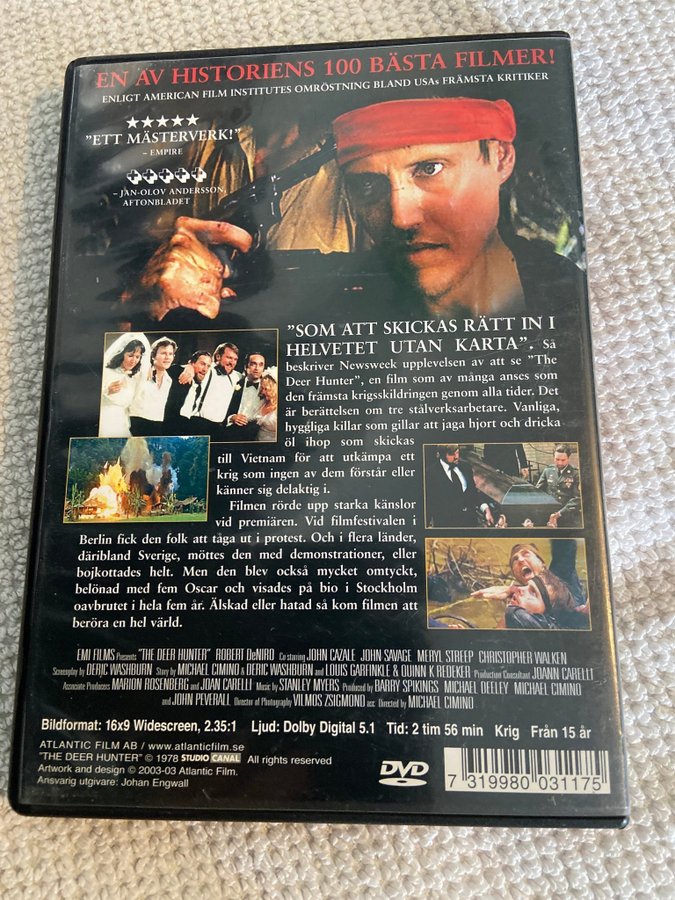 EN AV HISTORIENS 100 BÄSTA FILMER!
ENLIGT AMERICAN FILM INSTITUTES OMRÖSTNING BLAND USAs FRÄMSTA KRITIKER
"ETT MÄSTERVERK!"
– EMPIRE
– JAN-OLOV ANDERSSON,
AFTONBLADET
"SOM ATT SKICKAS RÄTT IN I
HELVETET UTAN KARTA". Så
beskriver Newsweek upplevelsen av att se "The
Deer Hunter", en film som av många anses som
den främsta krigsskildringen genom alla tider. Det
är berättelsen om tre stålverksarbetare. Vanliga,
hyggliga killar som gillar att jaga hjort och dricka
öl ihop som skickas
till Vietnam för att utkämpa ett
krig som ingen av dem förstår eller
känner sig delaktig i.
Filmen rörde upp starka känslor
vid premiären. Vid filmfestivalen i
Berlin fick den folk att tåga ut i protest. Och i flera länder,
däribland Sverige, möttes den med demonstrationer, eller
bojkottades helt. Men den blev också mycket omtyckt,
belönad med fem Oscar och visades på bio i Stockholm
oavbrutet i hela fem år. Älskad eller hatad så kom filmen att
beröra en hel värld.
EMI FILMS Presents "THE DEER HUNTER" ROBERT DeNIRO Co starring JOHN CAZALE JOHN SAVAGE MERYL STREEP CHRISTOPHER WALKEN
Screenplay by DERIC WASHBURN Story by MICHAEL CIMINO & DERIC WASHBURN and LOUIS GARFINKLE & QUINN K REDEKER Production Consultant JOANN CARELLI
Associate Producers MARION ROSENBERG and JOAN CARELLI Music by STANLEY MYERS Produced by BARRY SPIKINGS MICHAEL DEELEY MICHAEL CIMINO
and JOHN PEVERALL Director of Photography VILMOS ZSIGMOND asc Directed by MICHAEL CIMINO
Bildformat: 16x9 Widescreen, 2.35:1 Ljud: Dolby Digital 5.1 Tid: 2 tim 56 min Krig Från 15 år
ATLANTIC FILM AB / www.atlanticfilm.se
"THE DEER HUNTER" © 1978 STUDIO CANAL All rights reserved
Artwork and design © 2003-03 Atlantic Film.
Ansvarig utgivare: Johan Engwall
DVD
7 319980 031175